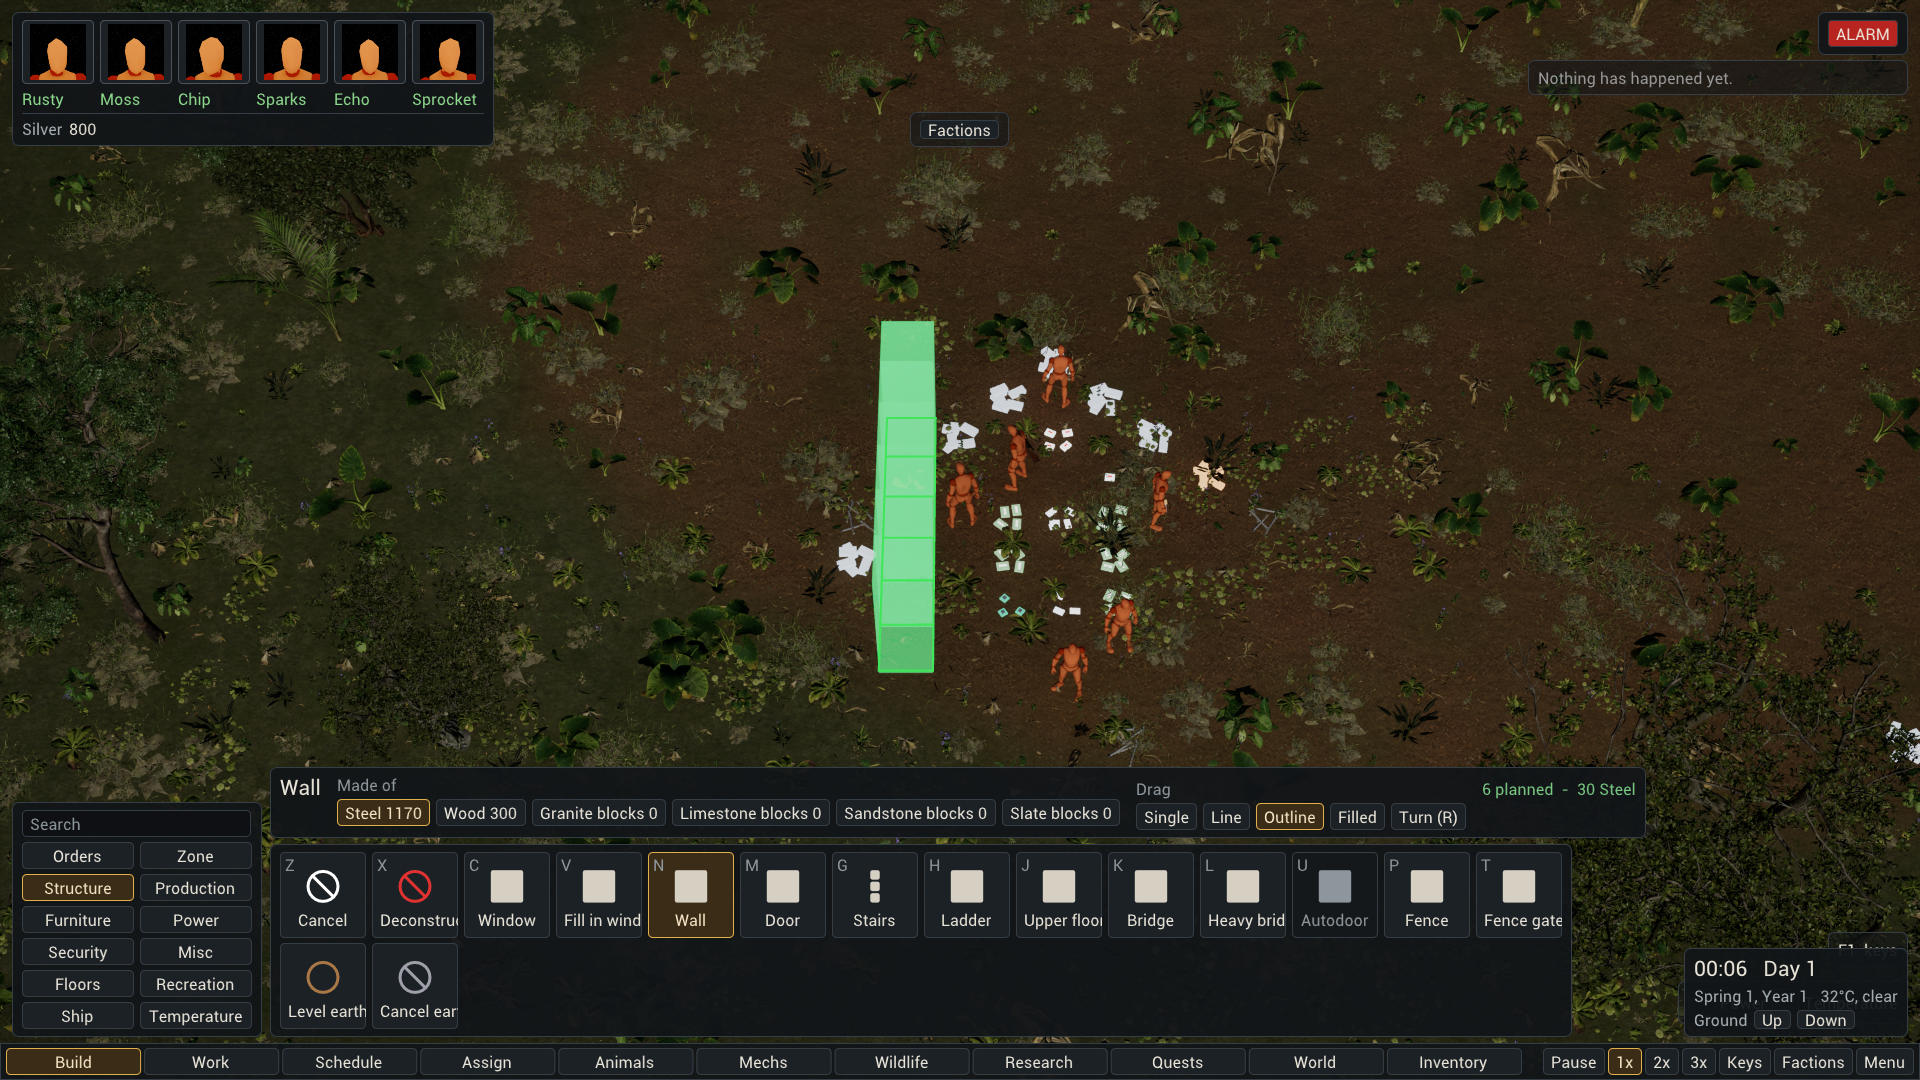 Rusty Moss Chip Sparks Echo Sprocket
Silver 800
ALARM
Nothing has happened yet.
Factions
Wall Made of
Steel 1170 Wood 300 Granite blocks 0 Limestone blocks 0 Sandstone blocks 0 Slate blocks 0
Drag
Single Line Outline Filled Turn (R)
6 planned - 30 Steel
Search
Orders Zone
Structure Production
Furniture Power
Security Misc
Floors Recreation
Ship Temperature
Z Cancel
X Deconstruc
C Window
V Fill in wind
N Wall
M Door
G Stairs
H Ladder
J Upper floor
K Bridge
L Heavy brid
U Autodoor
P Fence
T Fence gate
Level earth
Cancel ear
F1 keys
00:06 Day 1
Spring 1, Year 1 32°C, clear
Ground Up Down
Build Work Schedule Assign Animals Mechs Wildlife Research Quests World Inventory Pause 1x 2x 3x Keys Factions Menu